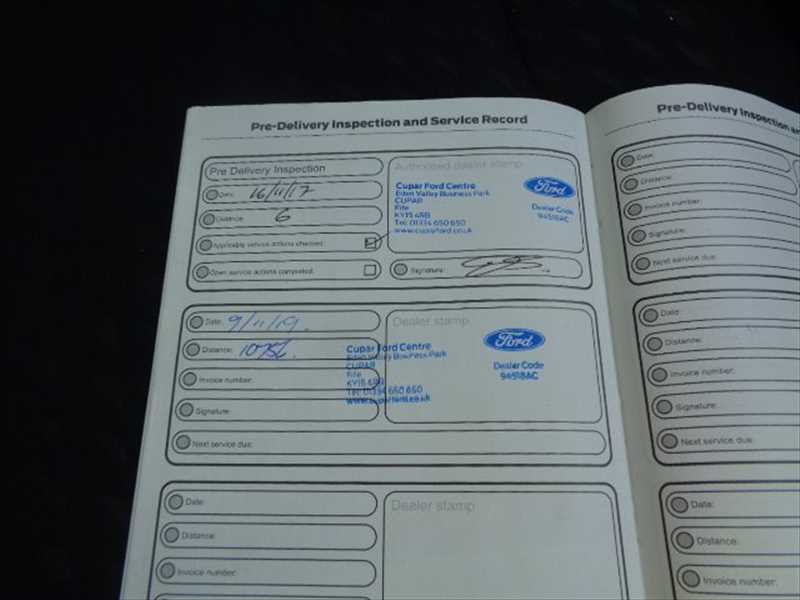 Pre-Delivery Inspection and Service Record
Pre Delivery Inspection
Date: 16/11/17
Distance: 6
Applicable service actions checked:
Open service actions completed:
Authorised dealer stamp
Cupar Ford Centre
Eden Valley Business Park
CUPAR
Fife
KY15 4RB
Tel: 01334 650 650
www.cuparford.co.uk
Ford
Dealer Code
94518AC
Signature:
Date: 9/11/19.
Distance:
Invoice number:
Signature:
Next service due:
Dealer stamp
Cupar Ford Centre
Eden Valley Business Park
CUPAR
Fife
KY15 4RB
Tel: 01334 650 650
www.cuparford.co.uk
Ford
Dealer Code
94518AC
Date:
Distance:
Invoice number:
Dealer stamp
Pre-Delivery Inspection an
Date:
Distance:
Invoice number:
Signature:
Next service due:
Date:
Distance:
Invoice number:
Signature:
Next service due:
Date:
Distance:
Invoice number: